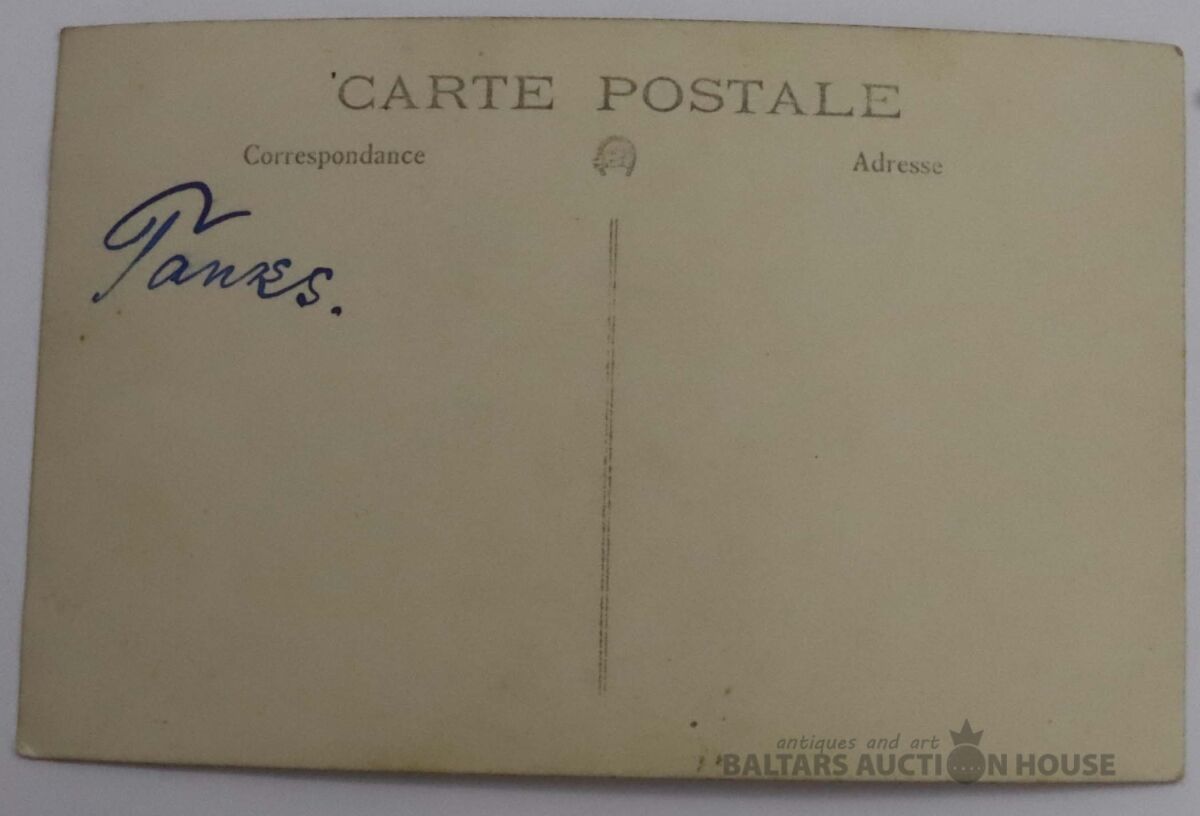 CARTE POSTALE
Correspondance
Adresse
Tanks.
antiques and art
BALTARS AUCTION HOUSE